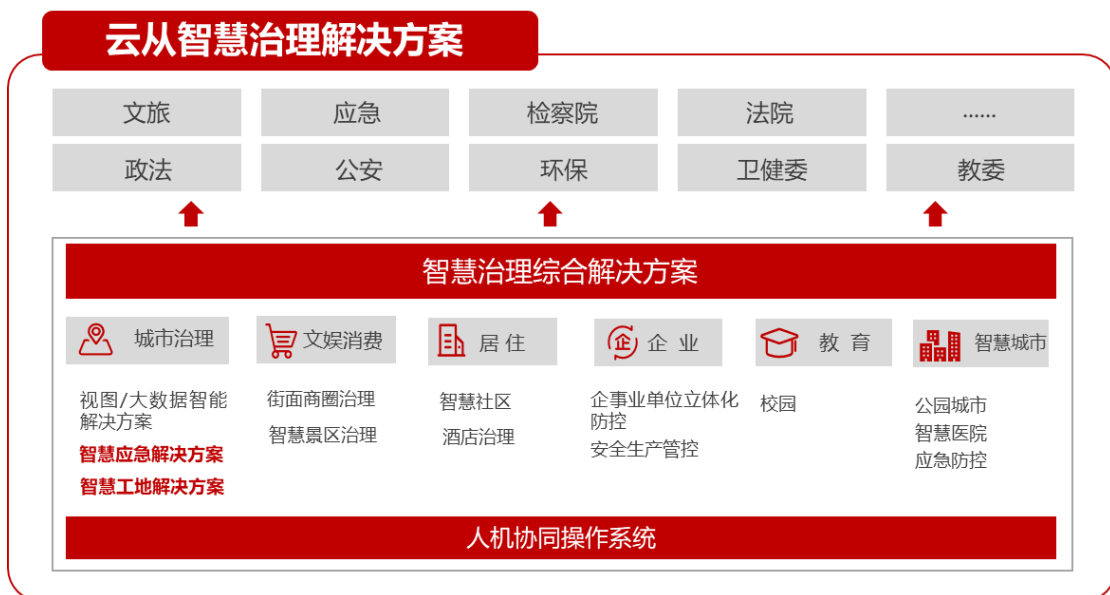 云从智慧治理解决方案
文旅
应急
检察院
法院
······
政法
公安
环保
卫健委
教委
智慧治理综合解决方案
城市治理
视图/大数据智能
解决方案
智慧应急解决方案
智慧工地解决方案
文娱消费
街面商圈治理
智慧景区治理
居 住
智慧社区
酒店治理
企
企 业
企事业单位立体化
防控
安全生产管控
教 育
校园
智慧城市
公园城市
智慧医院
应急防控
人机协同操作系统